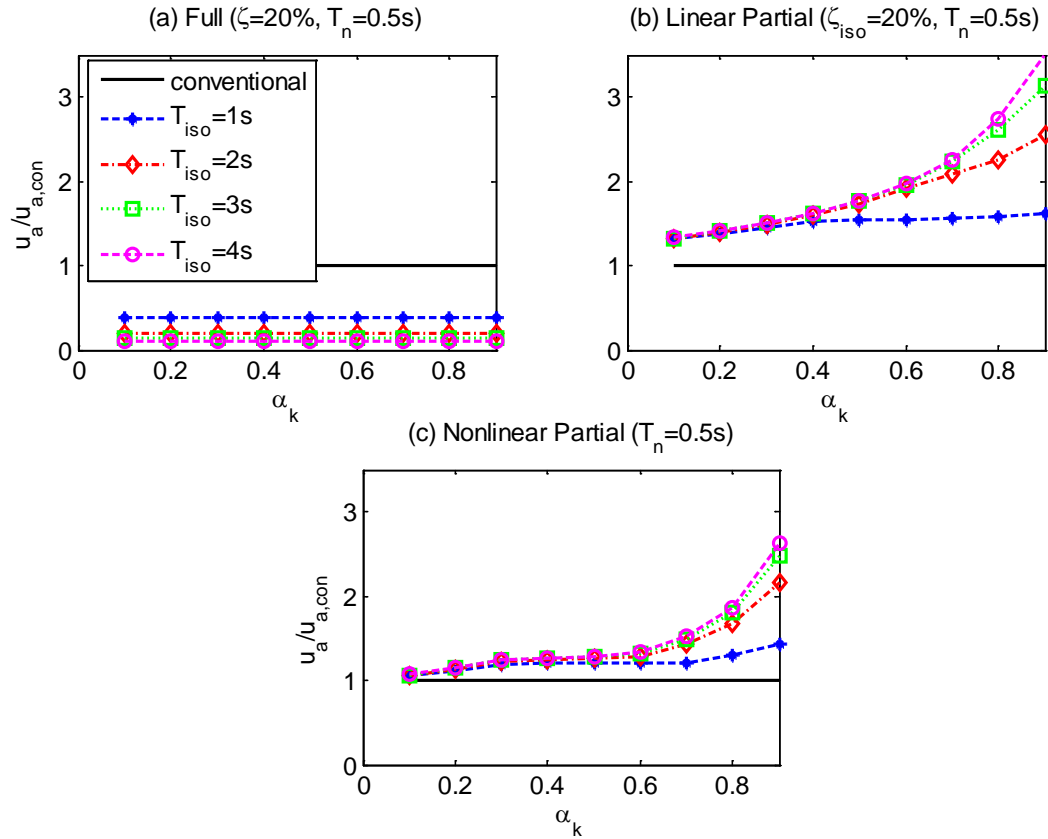 (a) Full (ζ=20%, T_n=0.5s)
u_a/u_a,con
3
2
1
0
conventional
T_iso=1s
T_iso=2s
T_iso=3s
T_iso=4s
0 0.2 0.4 0.6 0.8
α_k
(b) Linear Partial (ζ_iso=20%, T_n=0.5s)
3
2
1
0
0 0.2 0.4 0.6 0.8
α_k
(c) Nonlinear Partial (T_n=0.5s)
u_a/u_a,con
3
2
1
0
0 0.2 0.4 0.6 0.8
α_k